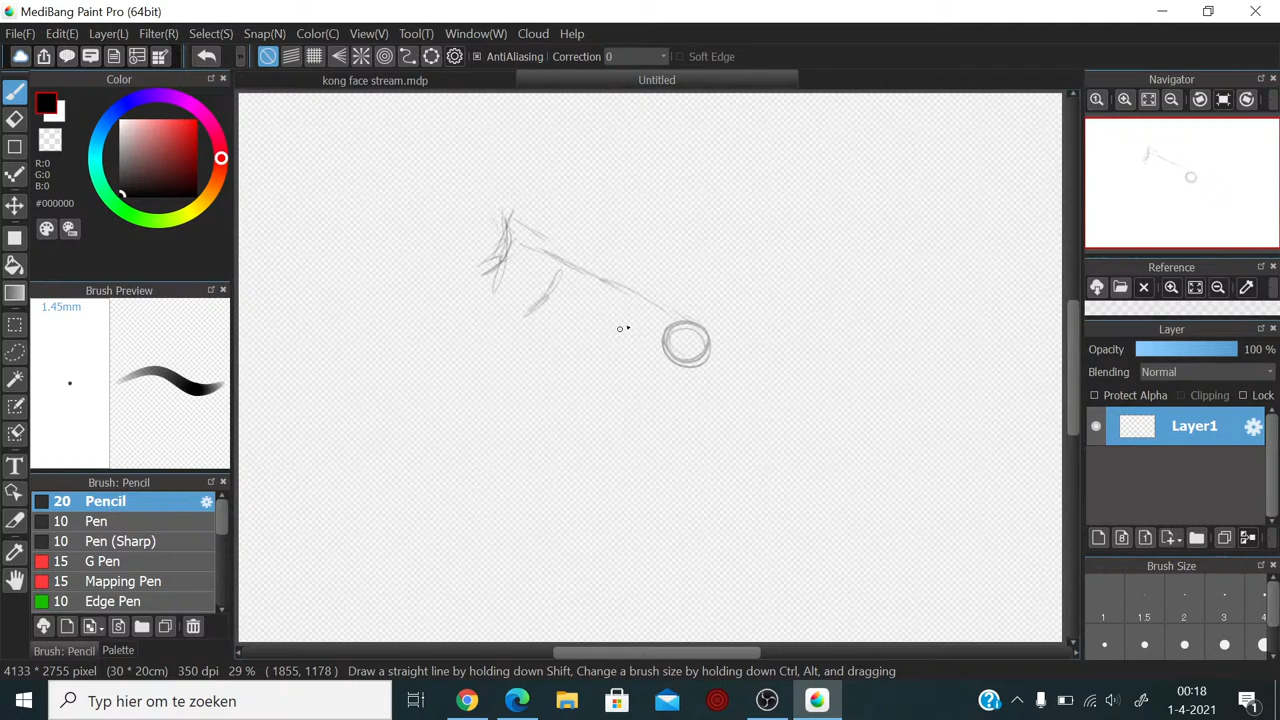 MediBang Paint Pro (64bit)
File(F) Edit(E) Layer(L) Filter(R) Select(S) Snap(N) Color(C) View(V) Tool(T) Window(W) Cloud Help
AntiAliasing Correction 0 Soft Edge
Color
kong face stream.mdp
Untitled
Navigator
R:0
G:0
B:0
#000000
Reference
Brush Preview
1.45mm
Layer
Opacity 100 %
Blending Normal
Protect Alpha Clipping Lock
Layer1
Brush: Pencil
20 Pencil
10 Pen
10 Pen (Sharp)
15 G Pen
15 Mapping Pen
10 Edge Pen
Brush Size
1 1.5 2 3 4
Brush: Pencil Palette
4133 * 2755 pixel (30 * 20cm) 350 dpi 29 % ( 1855, 1178 ) Draw a straight line by holding down Shift, Change a brush size by holding down Ctrl, Alt, and dragging
Typ hier om te zoeken
00:18
1-4-2021